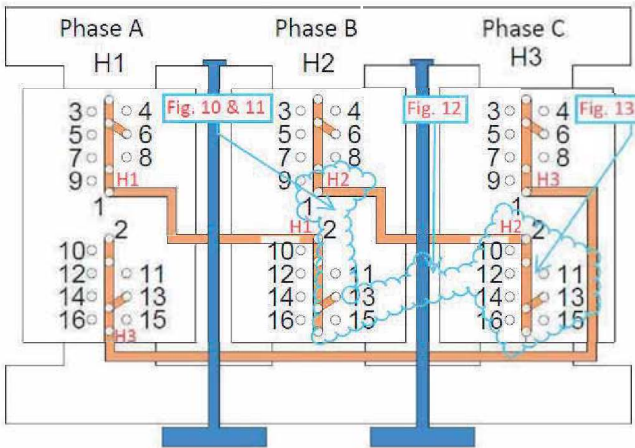 Phase A Phase B Phase C
H1 H2 H3
Fig. 10 & 11 Fig. 12 Fig. 13
3 4 3 4 3 4
5 6 5 6 5 6
7 8 7 8 7 8
9 H1 9 H2 9 H3
1 1 1
2 H1 2 H2 2
10 10 10
12 11 12 11 12 11
14 13 14 13 14 13
16 15 16 15 16 15
H3